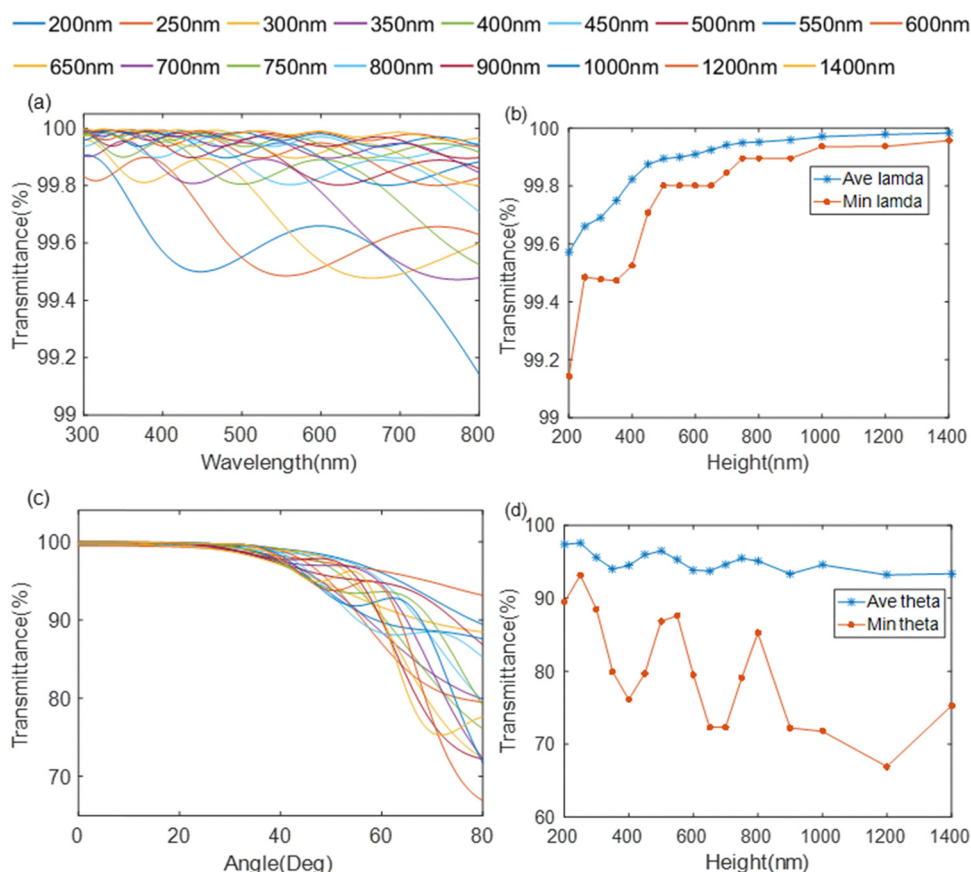 200nm 250nm 300nm 350nm 400nm 450nm 500nm 550nm 600nm
650nm 700nm 750nm 800nm 900nm 1000nm 1200nm 1400nm
(a)
100
99.8
99.6
99.4
99.2
99
300 400 500 600 700 800
Transmittance(%)
Wavelength(nm)
(b)
100
99.8
99.6
99.4
99.2
99
200 400 600 800 1000 1200 1400
Transmittance(%)
Height(nm)
Ave lamda
Min lamda
(c)
100
90
80
70
0 20 40 60 80
Transmittance(%)
Angle(Deg)
(d)
100
90
80
70
60
200 400 600 800 1000 1200 1400
Transmittance(%)
Height(nm)
Ave theta
Min theta